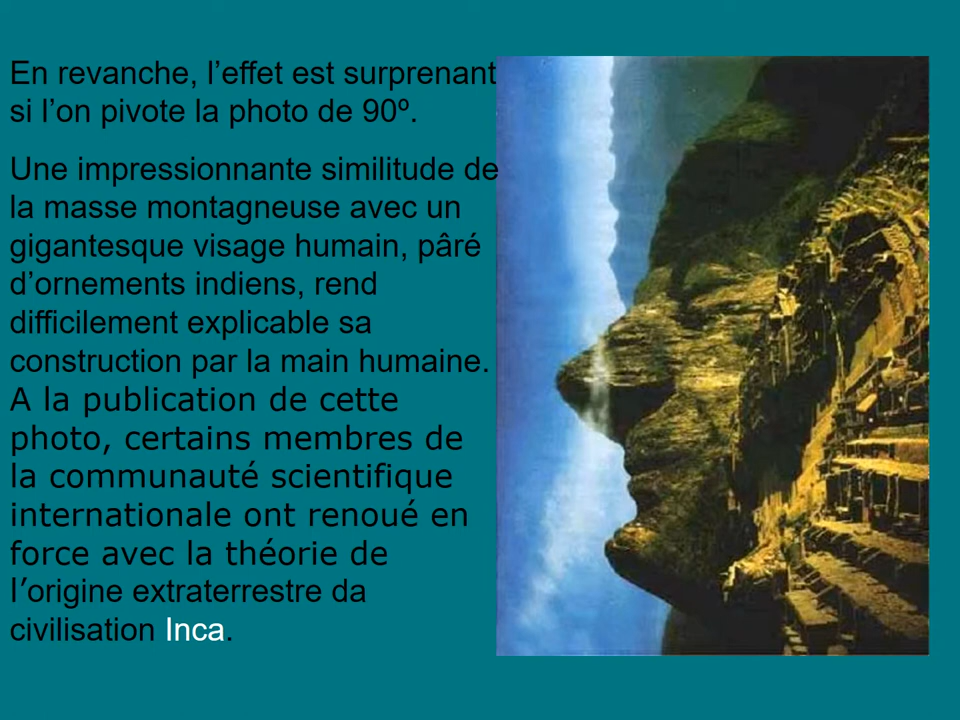 En revanche, l’effet est surprenant
si l’on pivote la photo de 90º.
Une impressionnante similitude de
la masse montagneuse avec un
gigantesque visage humain, pâré
d’ornements indiens, rend
difficilement explicable sa
construction par la main humaine.
A la publication de cette
photo, certains membres de
la communauté scientifique
internationale ont renoué en
force avec la théorie de
l’origine extraterrestre da
civilisation Inca.